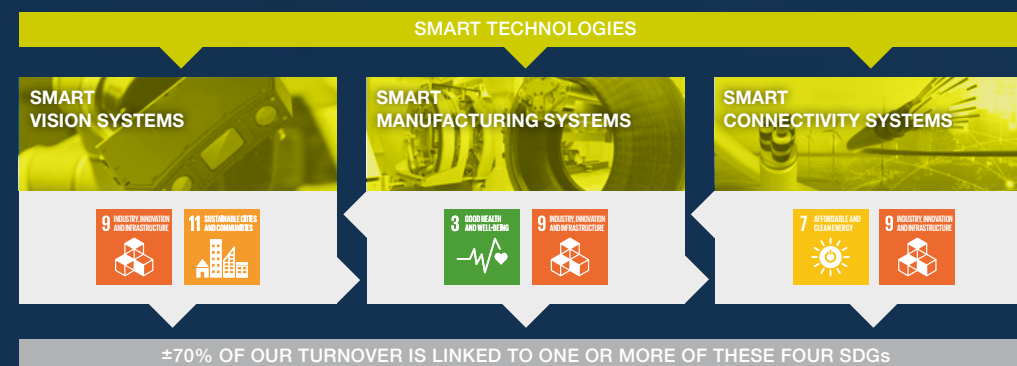 SMART TECHNOLOGIES
SMART
VISION SYSTEMS
SMART
MANUFACTURING SYSTEMS
SMART
CONNECTIVITY SYSTEMS
9 INDUSTRY, INNOVATION
AND INFRASTRUCTURE
11 SUSTAINABLE CITIES
AND COMMUNITIES
3 GOOD HEALTH
AND WELL-BEING
9 INDUSTRY, INNOVATION
AND INFRASTRUCTURE
7 AFFORDABLE AND
CLEAN ENERGY
9 INDUSTRY, INNOVATION
AND INFRASTRUCTURE
±70% OF OUR TURNOVER IS LINKED TO ONE OR MORE OF THESE FOUR SDGs